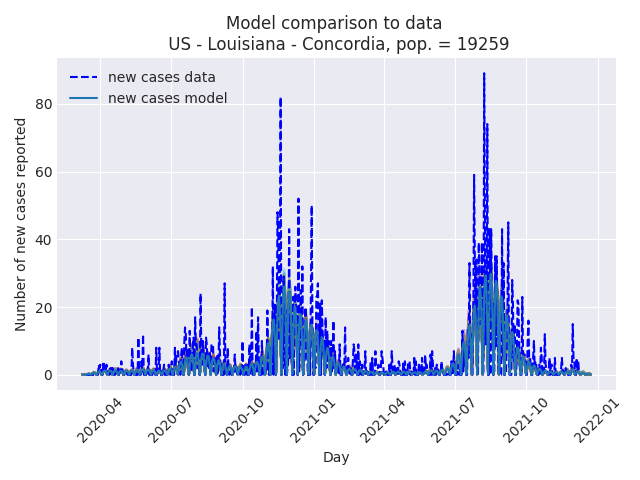 Model comparison to data
US - Louisiana - Concordia, pop. = 19259
new cases data
new cases model
Number of new cases reported
80
60
40
20
0
2020-04
2020-07
2020-10
2021-01
2021-04
2021-07
2021-10
2022-01
Day